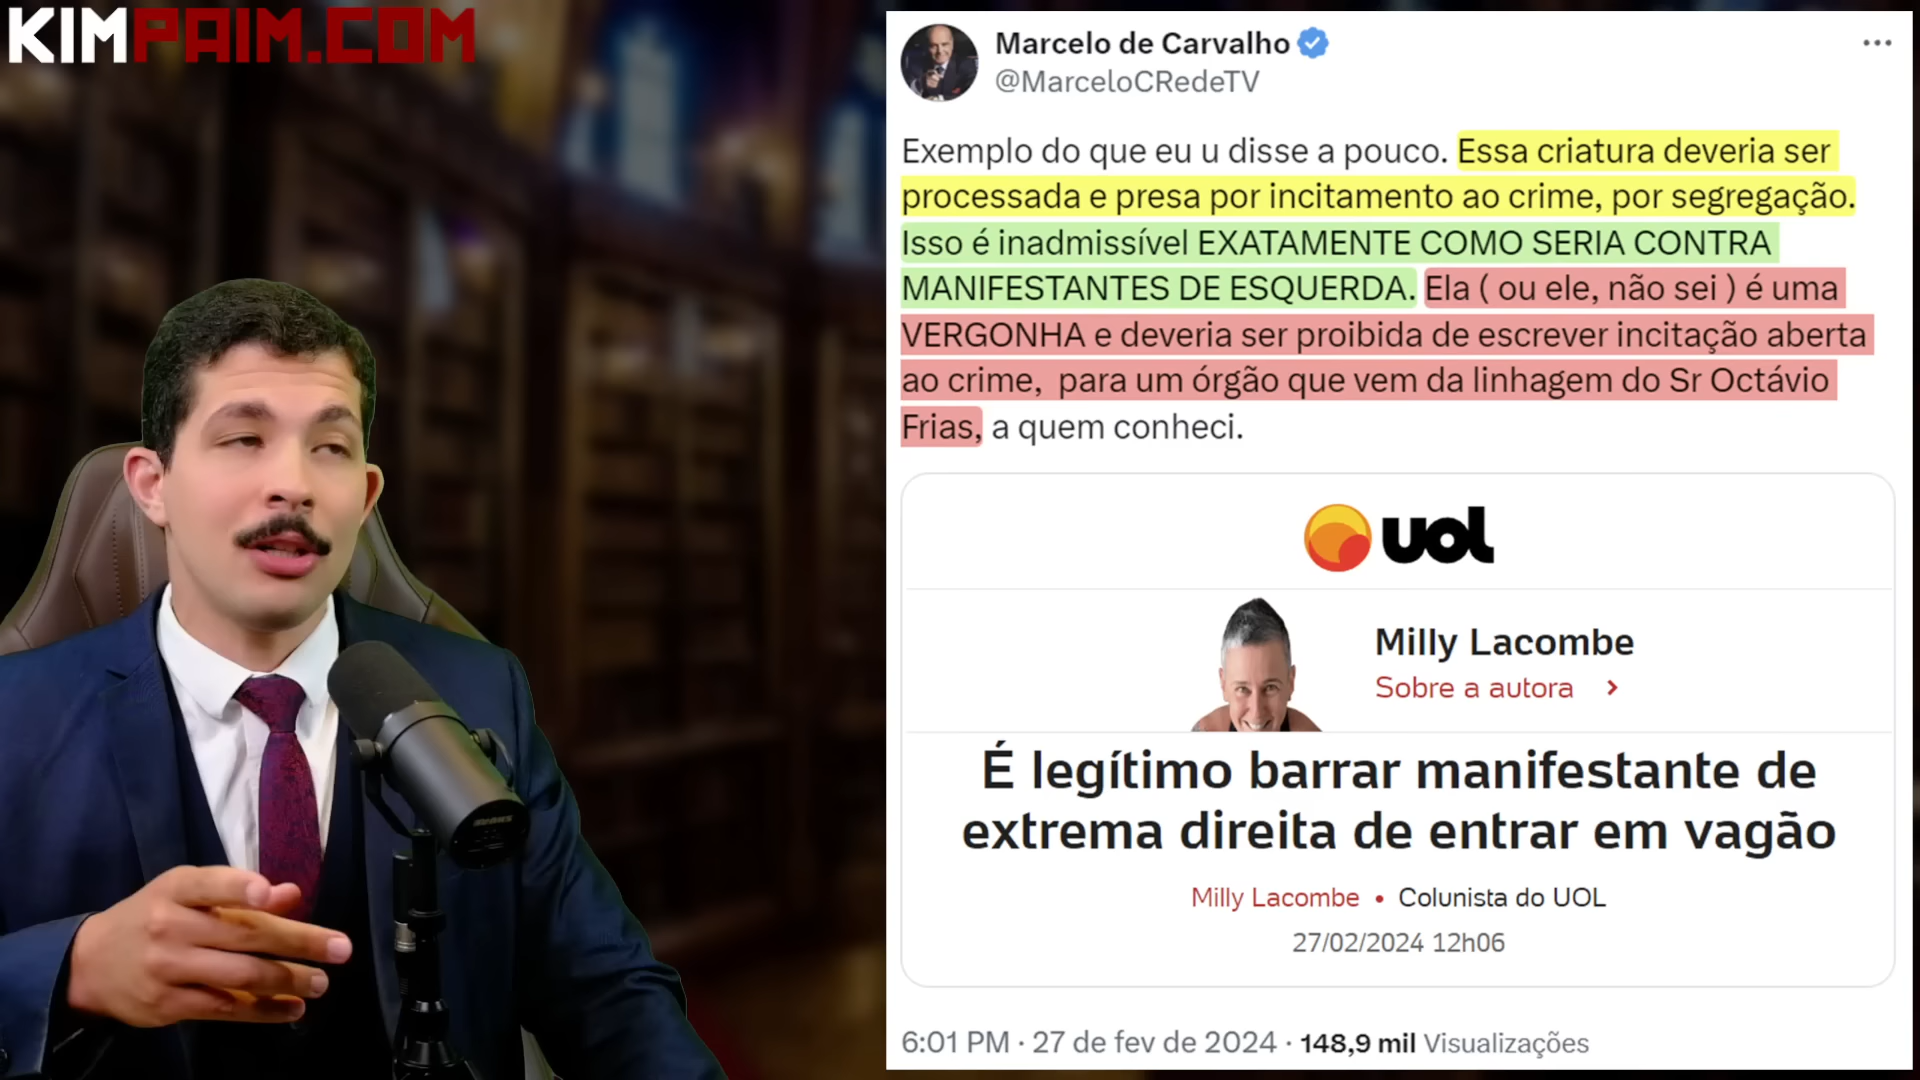 KIMPAIM.COM
Marcelo de Carvalho
@MarceloCRedeTV
Exemplo do que eu u disse a pouco. Essa criatura deveria ser
processada e presa por incitamento ao crime, por segregação.
Isso é inadmissível EXATAMENTE COMO SERIA CONTRA
MANIFESTANTES DE ESQUERDA. Ela ( ou ele, não sei ) é uma
VERGONHA e deveria ser proibida de escrever incitação aberta
ao crime,  para um órgão que vem da linhagem do Sr Octávio
Frias, a quem conheci.
uol
Milly Lacombe
Sobre a autora
É legítimo barrar manifestante de
extrema direita de entrar em vagão
Milly Lacombe • Colunista do UOL
27/02/2024 12h06
6:01 PM · 27 de fev de 2024 · 148,9 mil Visualizações